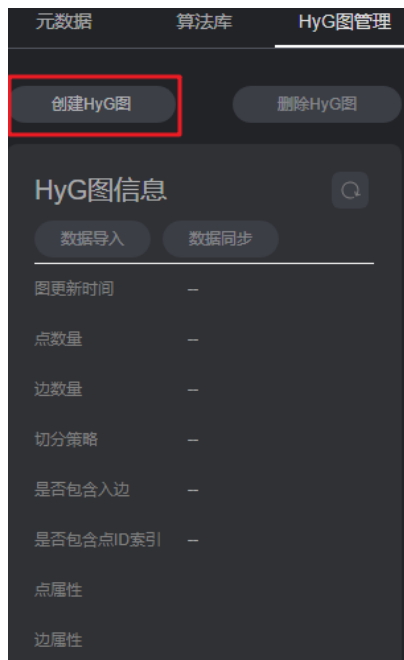 元数据 算法库 HyG图管理
创建HyG图 删除HyG图
HyG图信息
数据导入 数据同步
图更新时间 --
点数量 --
边数量 --
切分策略 --
是否包含入边 --
是否包含点ID索引 --
点属性
边属性